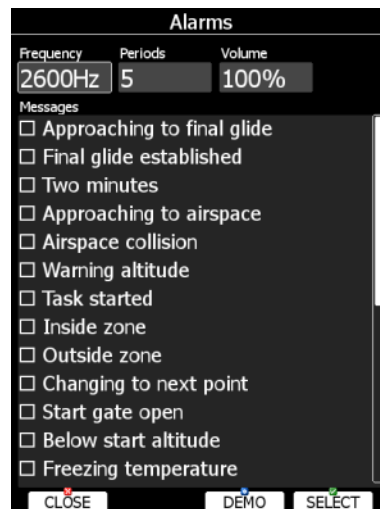 Alarms
Frequency Periods Volume
2600Hz 5 100%
Messages
Approaching to final glide
Final glide established
Two minutes
Approaching to airspace
Airspace collision
Warning altitude
Task started
Inside zone
Outside zone
Changing to next point
Start gate open
Below start altitude
Freezing temperature
CLOSE DEMO SELECT